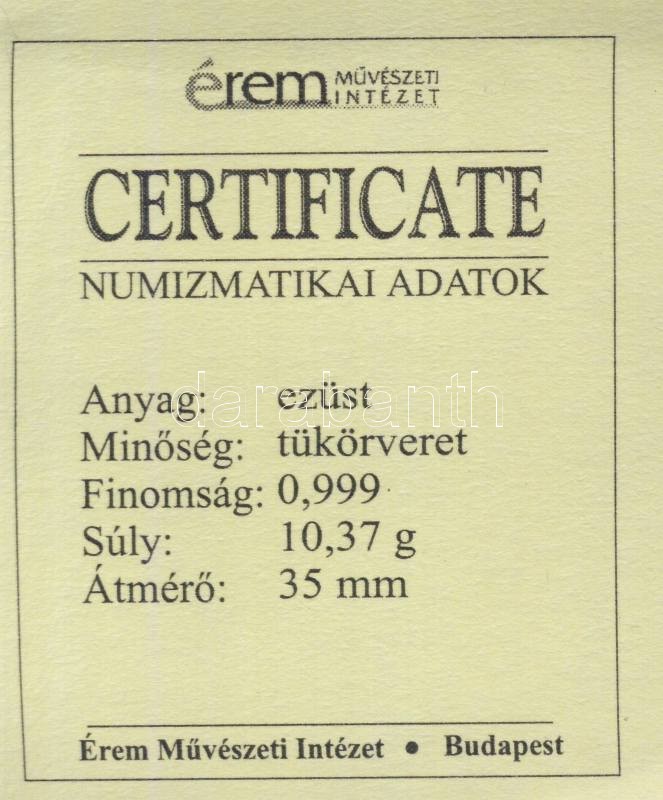 érem MŰVÉSZETI
INTÉZET
CERTIFICATE
NUMIZMATIKAI ADATOK
darabanth
Anyag: ezüst
Minőség: tükörveret
Finomság: 0,999
Súly: 10,37 g
Átmérő: 35 mm
Érem Művészeti Intézet • Budapest